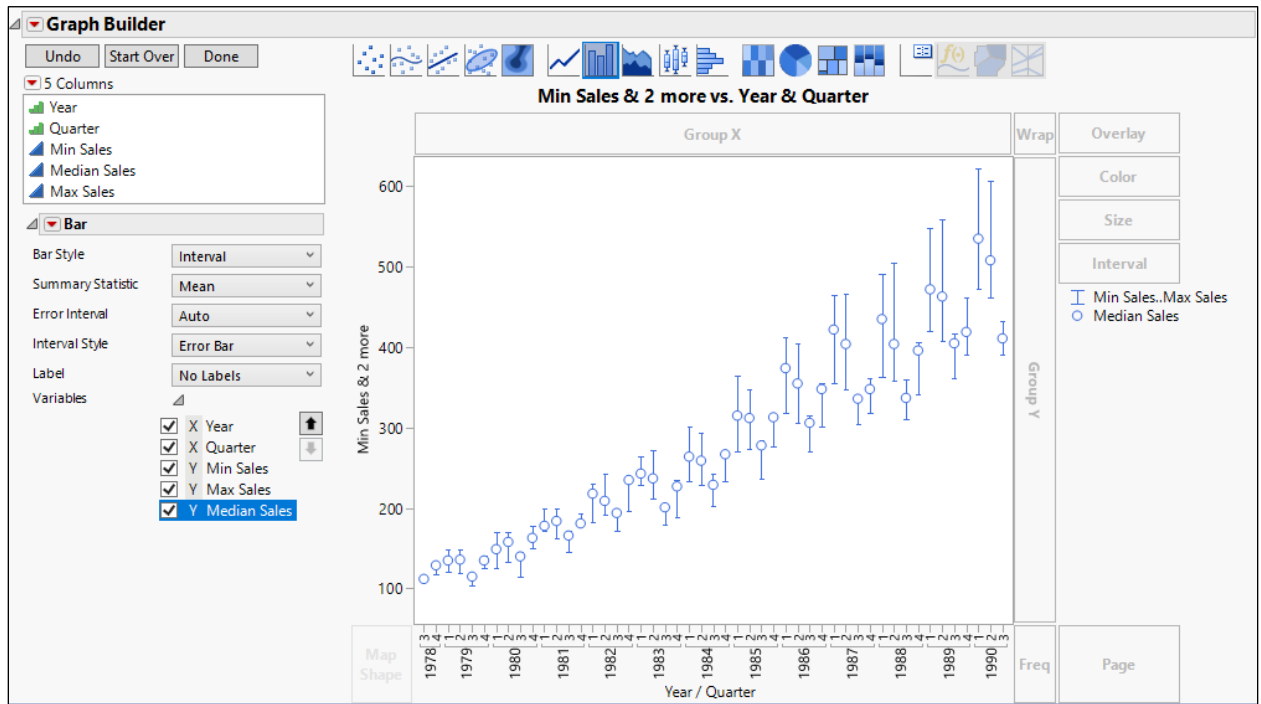 Graph Builder
Undo Start Over Done
5 Columns
Year
Quarter
Min Sales
Median Sales
Max Sales
Bar
Bar Style Interval
Summary Statistic Mean
Error Interval Auto
Interval Style Error Bar
Label No Labels
Variables
X Year
X Quarter
Y Min Sales
Y Max Sales
Y Median Sales
Min Sales & 2 more vs. Year & Quarter
Group X
Wrap
Overlay
Color
Size
Interval
Min Sales..Max Sales
Median Sales
Group Y
Min Sales & 2 more
600
500
400
300
200
100
3 4 1 2 3 4 1 2 3 4 1 2 3 4 1 2 3 4 1 2 3 4 1 2 3 4 1 2 3 4 1 2 3 4 1 2 3 4 1 2 3 4 1 2 3 4 1 2 3
1978 1979 1980 1981 1982 1983 1984 1985 1986 1987 1988 1989 1990
Year / Quarter
Map Shape
Freq
Page